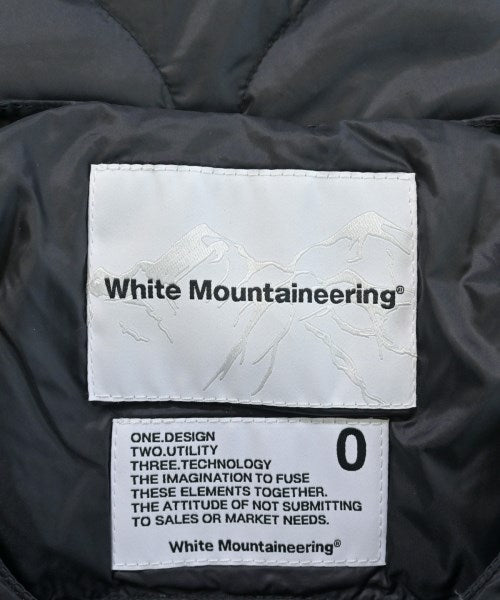 White Mountaineering®
ONE.DESIGN
TWO.UTILITY
THREE.TECHNOLOGY
THE IMAGINATION TO FUSE
THESE ELEMENTS TOGETHER.
THE ATTITUDE OF NOT SUBMITTING
TO SALES OR MARKET NEEDS.
0
White Mountaineering®